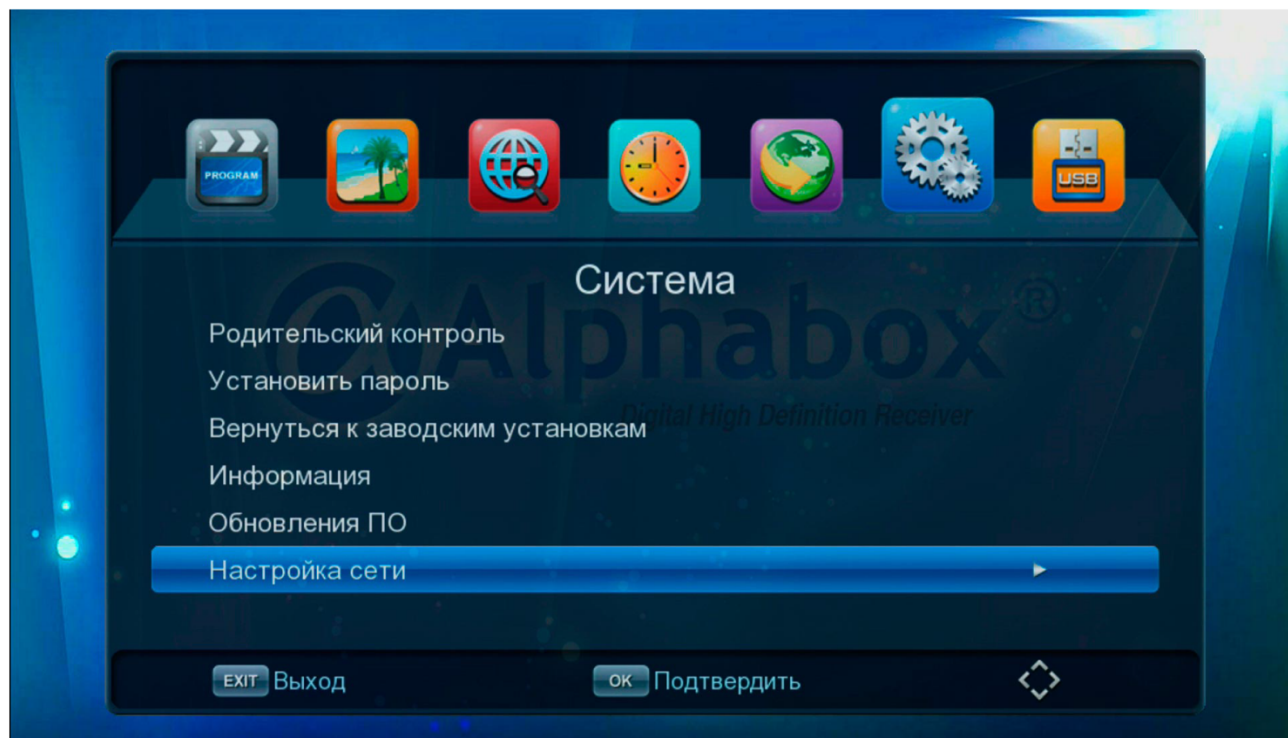 PROGRAM
USB
Система
Alphabox®
Digital High Definition Receiver
Родительский контроль
Установить пароль
Вернуться к заводским установкам
Информация
Обновления ПО
Настройка сети
EXIT Выход
OK Подтвердить